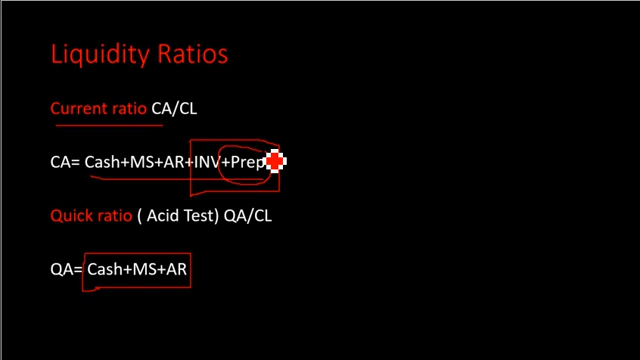 Liquidity Ratios
Current ratio CA/CL
CA= Cash+MS+AR+INV+Prep
Quick ratio ( Acid Test) QA/CL
QA= Cash+MS+AR